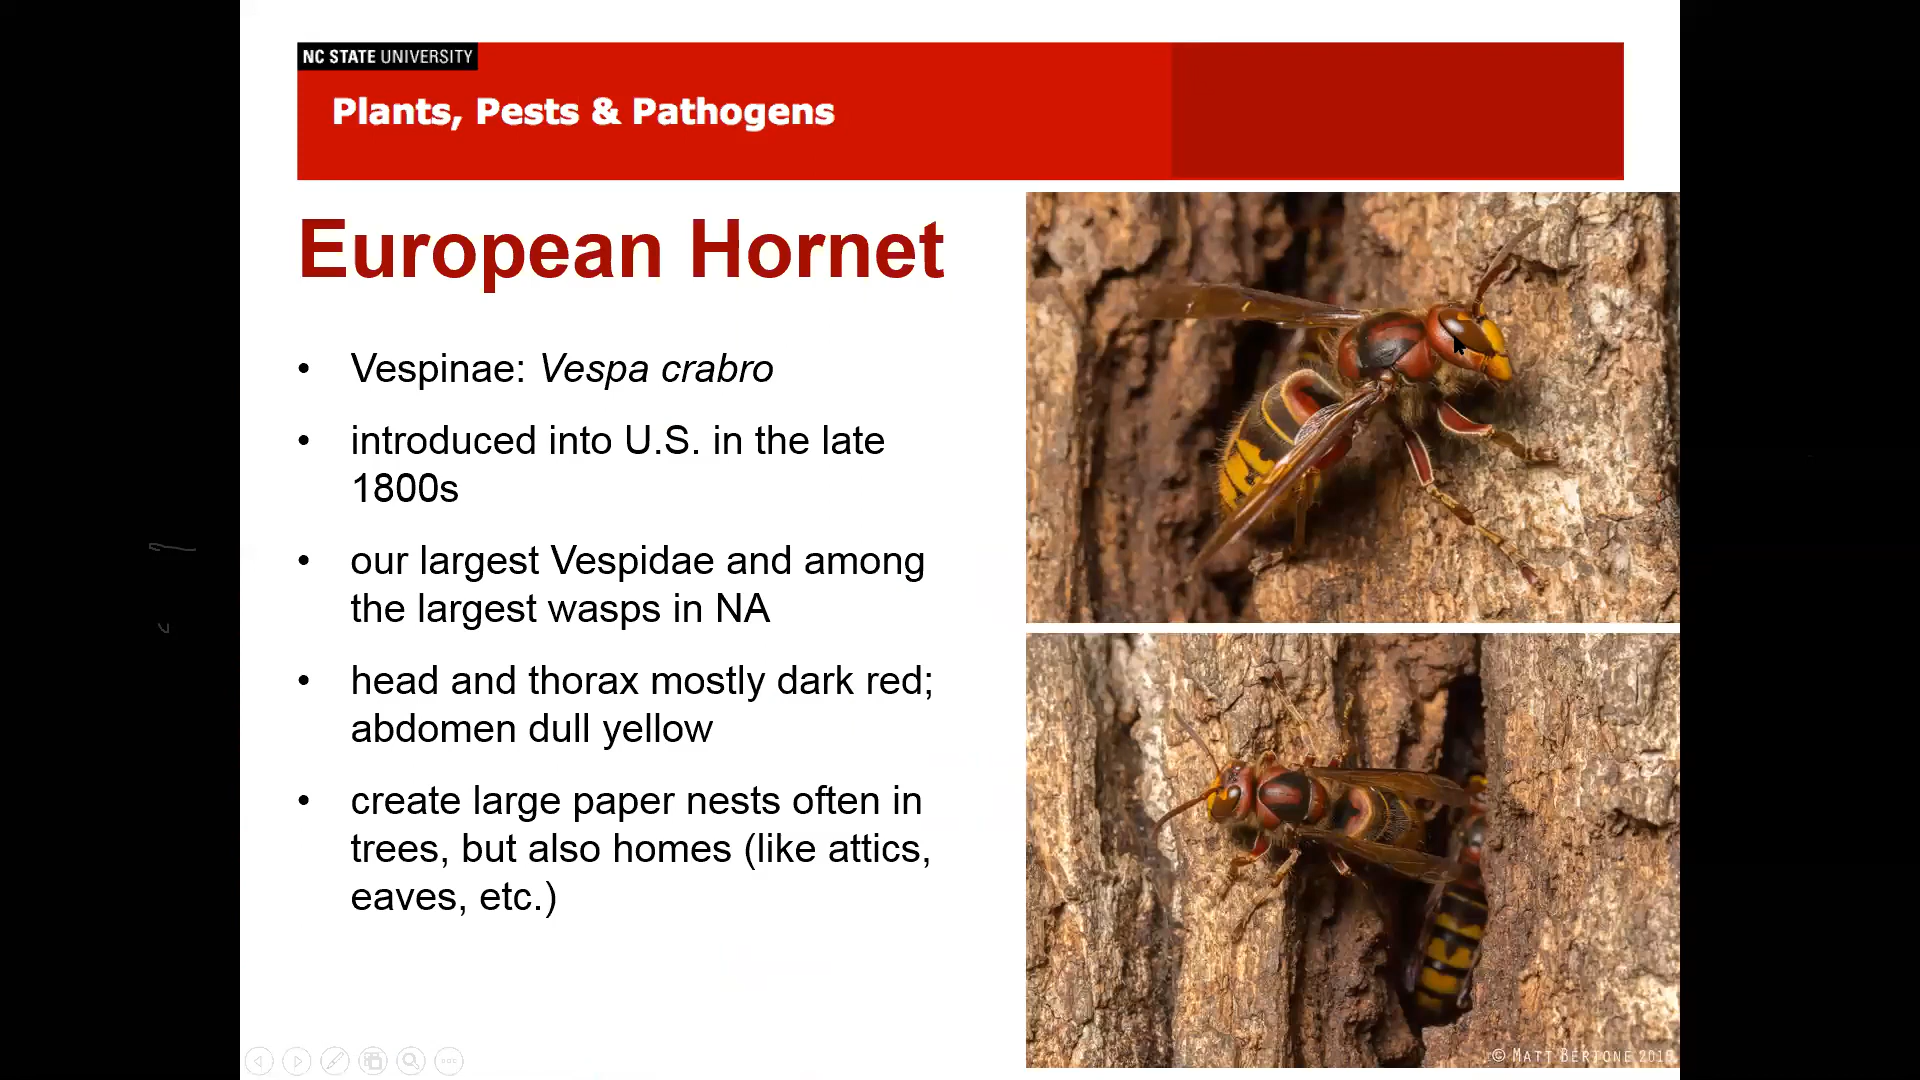 NC STATE UNIVERSITY
Plants, Pests & Pathogens
European Hornet
• Vespinae: Vespa crabro
• introduced into U.S. in the late
1800s
• our largest Vespidae and among
the largest wasps in NA
• head and thorax mostly dark red;
abdomen dull yellow
• create large paper nests often in
trees, but also homes (like attics,
eaves, etc.)
© MATT BERTONE